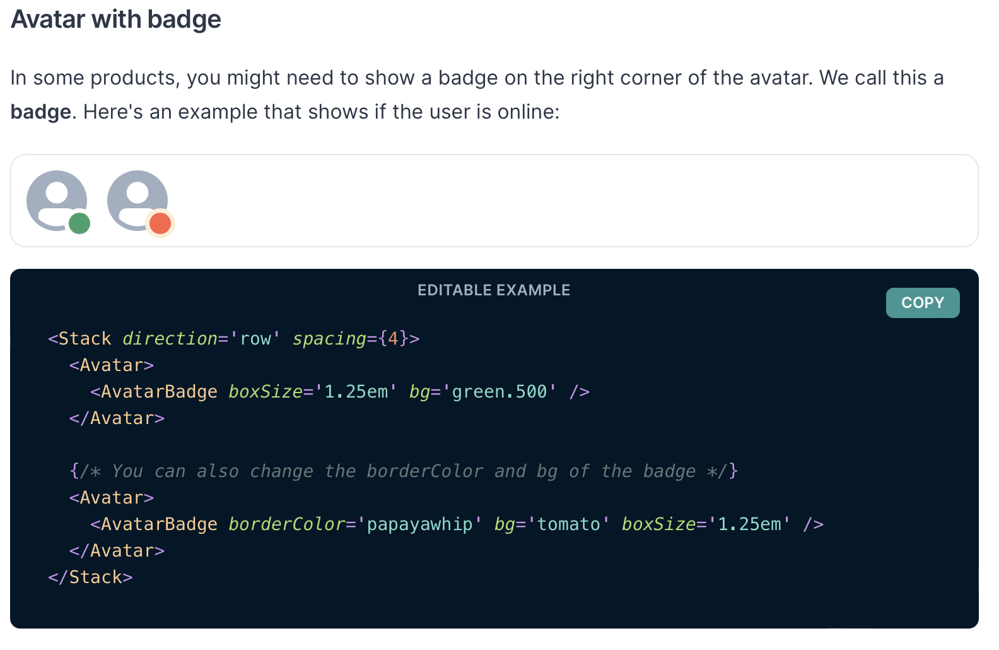 Avatar with badge
In some products, you might need to show a badge on the right corner of the avatar. We call this a
badge. Here's an example that shows if the user is online:
EDITABLE EXAMPLE
COPY
<Stack direction='row' spacing={4}>
  <Avatar>
    <AvatarBadge boxSize='1.25em' bg='green.500' />
  </Avatar>

  {/* You can also change the borderColor and bg of the badge */}
  <Avatar>
    <AvatarBadge borderColor='papayawhip' bg='tomato' boxSize='1.25em' />
  </Avatar>
</Stack>